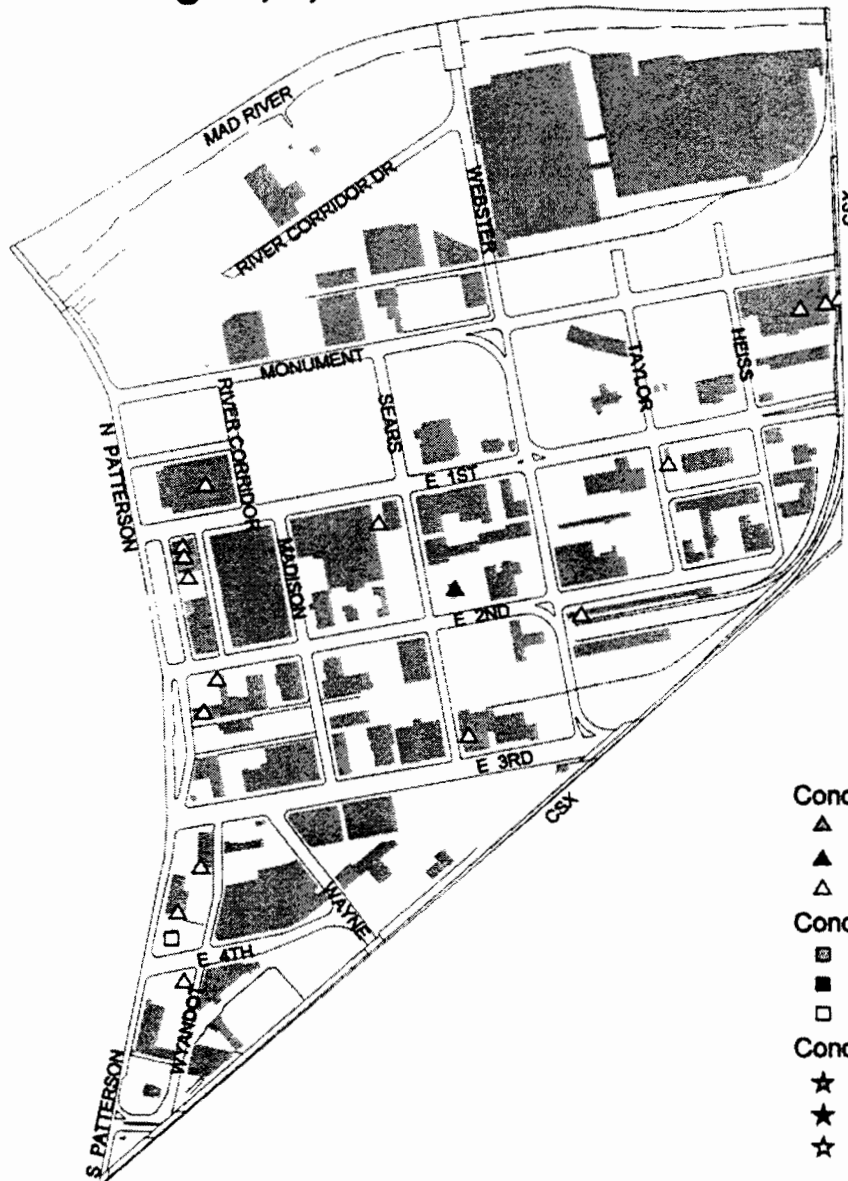 MAD RIVER
RIVER CORRIDOR DR.
WEBSTER
CSX
MONUMENT
RIVER CORRIDOR
SEARS
TAYLOR
HEISS
N PATTERSON
E 1ST
MADISON
E 2ND
E 3RD
CSX
WAYNE
E 4TH
WYANDOT
S PATTERSON
Cond
Cond
Cond